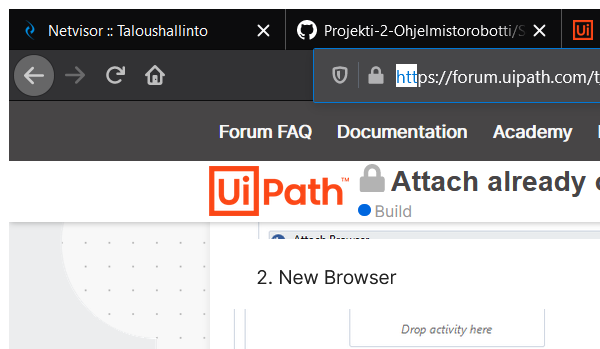 Netvisor :: Taloushallinto
Projekti-2-Ohjelmistorobotti/S
Ui
https://forum.uipath.com/t
Forum FAQ Documentation Academy
UiPath™ Attach already
Build
Attach Browser
2. New Browser
Drop activity here